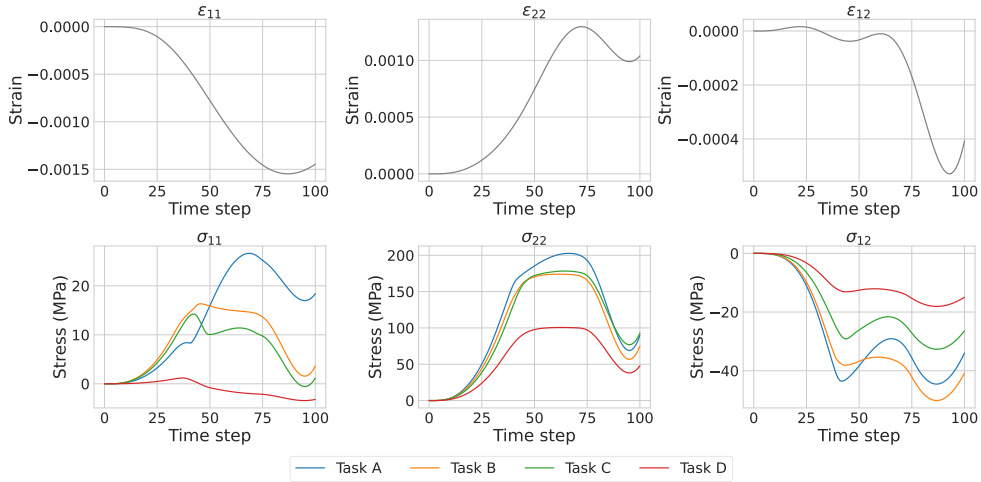 ε11 ε22 ε12
0.0000
−0.0005
−0.0010
−0.0015
Strain
0 25 50 75 100
Time step
0.0010
0.0005
0.0000
Strain
0 25 50 75 100
Time step
0.0000
−0.0002
−0.0004
Strain
0 25 50 75 100
Time step
σ11 σ22 σ12
20
10
0
Stress (MPa)
0 25 50 75 100
Time step
200
150
100
50
0
Stress (MPa)
0 25 50 75 100
Time step
0
−20
−40
Stress (MPa)
0 25 50 75 100
Time step
Task A Task B Task C Task D